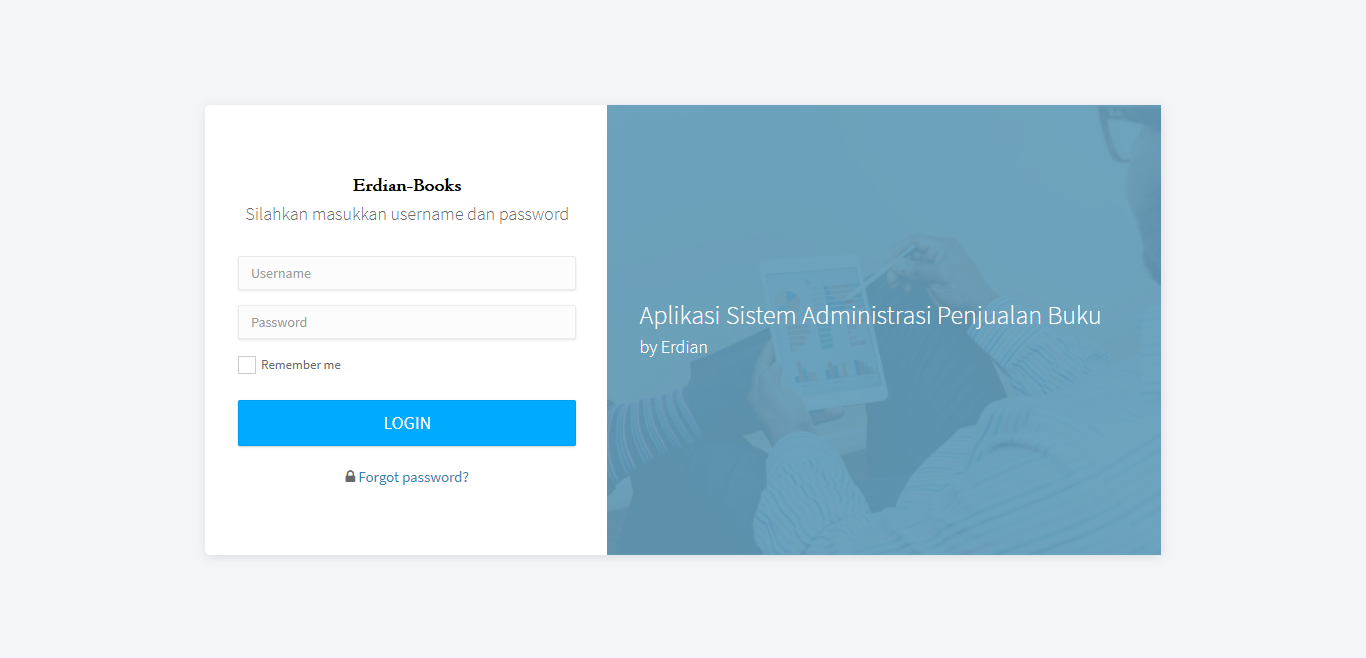 Erdian-Books
Silahkan masukkan username dan password
Username
Password
Remember me
LOGIN
Forgot password?
Aplikasi Sistem Administrasi Penjualan Buku
by Erdian